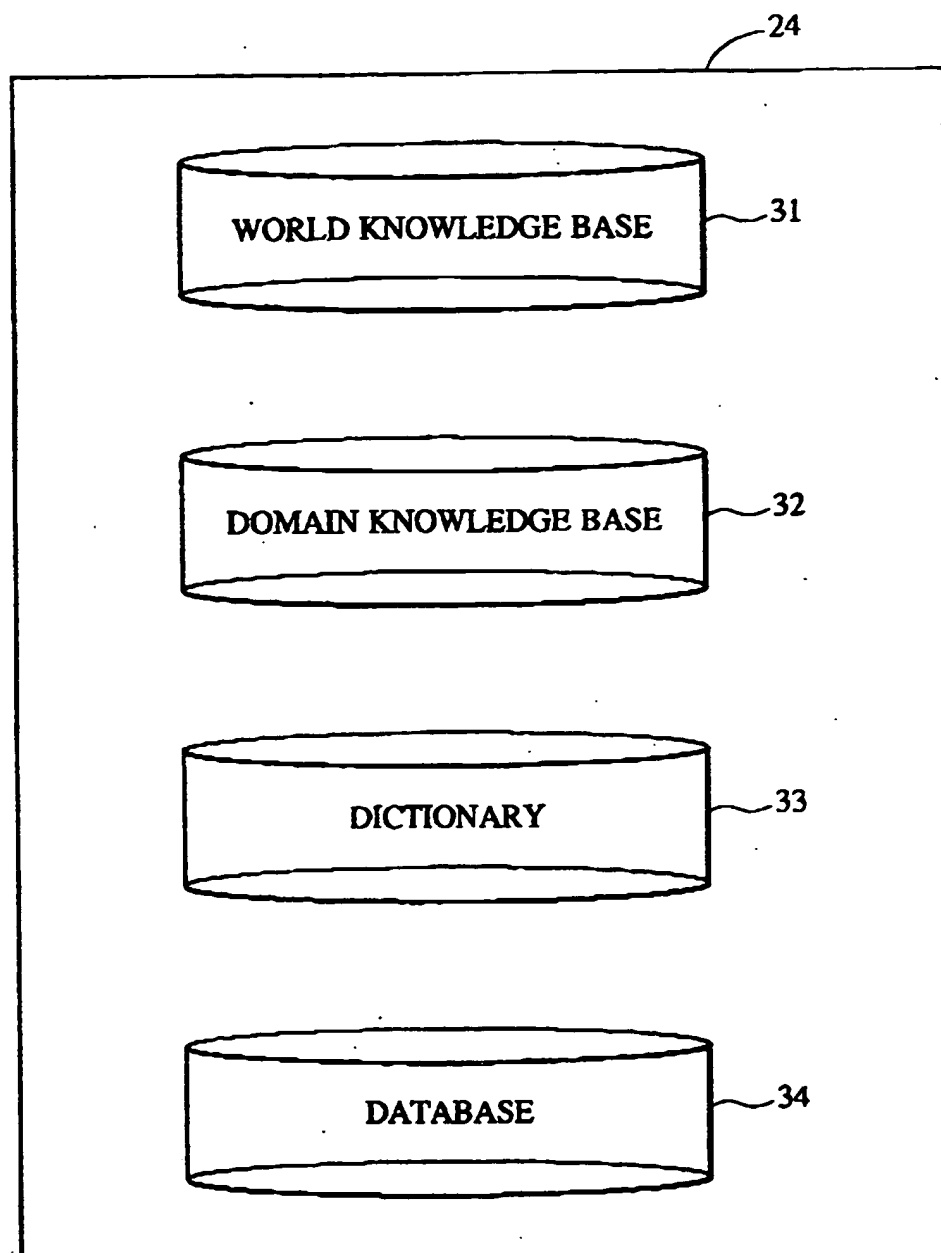 24
WORLD KNOWLEDGE BASE
31
DOMAIN KNOWLEDGE BASE
32
DICTIONARY
33
DATABASE
34